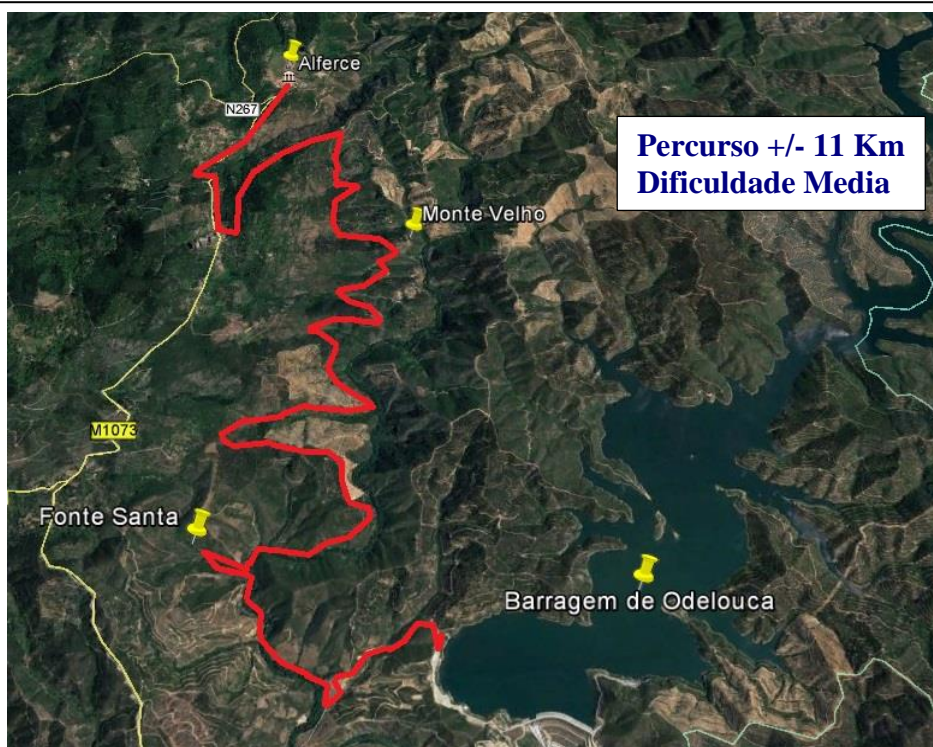 Alferce
N267
Percurso +/- 11 Km
Dificuldade Media
Monte Velho
M1073
Fonte Santa
Barragem de Odelouca